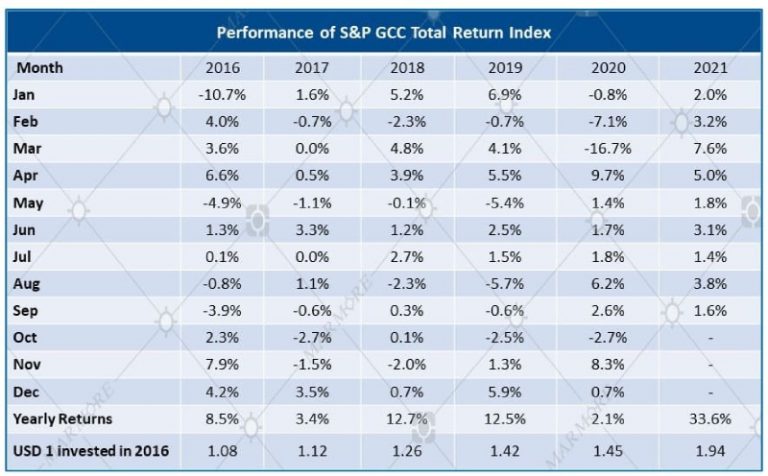 Performance of S&P GCC Total Return Index
Month 2016 2017 2018 2019 2020 2021
Jan -10.7% 1.6% 5.2% 6.9% -0.8% 2.0%
Feb 4.0% -0.7% -2.3% -0.7% -7.1% 3.2%
Mar 3.6% 0.0% 4.8% 4.1% -16.7% 7.6%
Apr 6.6% 0.5% 3.9% 5.5% 9.7% 5.0%
May -4.9% -1.1% -0.1% -5.4% 1.4% 1.8%
Jun 1.3% 3.3% 1.2% 2.5% 1.7% 3.1%
Jul 0.1% 0.0% 2.7% 1.5% 1.8% 1.4%
Aug -0.8% 1.1% -2.3% -5.7% 6.2% 3.8%
Sep -3.9% -0.6% 0.3% -0.6% 2.6% 1.6%
Oct 2.3% -2.7% 0.1% -2.5% -2.7% -
Nov 7.9% -1.5% -2.0% 1.3% 8.3% -
Dec 4.2% 3.5% 0.7% 5.9% 0.7% -
Yearly Returns 8.5% 3.4% 12.7% 12.5% 2.1% 33.6%
USD 1 invested in 2016 1.08 1.12 1.26 1.42 1.45 1.94
MARMORE
MARMORE
MARMORE
MARMORE